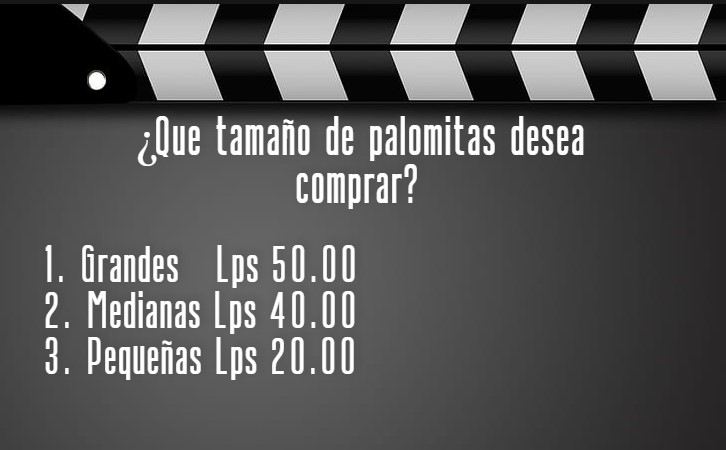 ¿Que tamaño de palomitas desea
comprar?
1. Grandes Lps 50.00
2. Medianas Lps 40.00
3. Pequeñas Lps 20.00